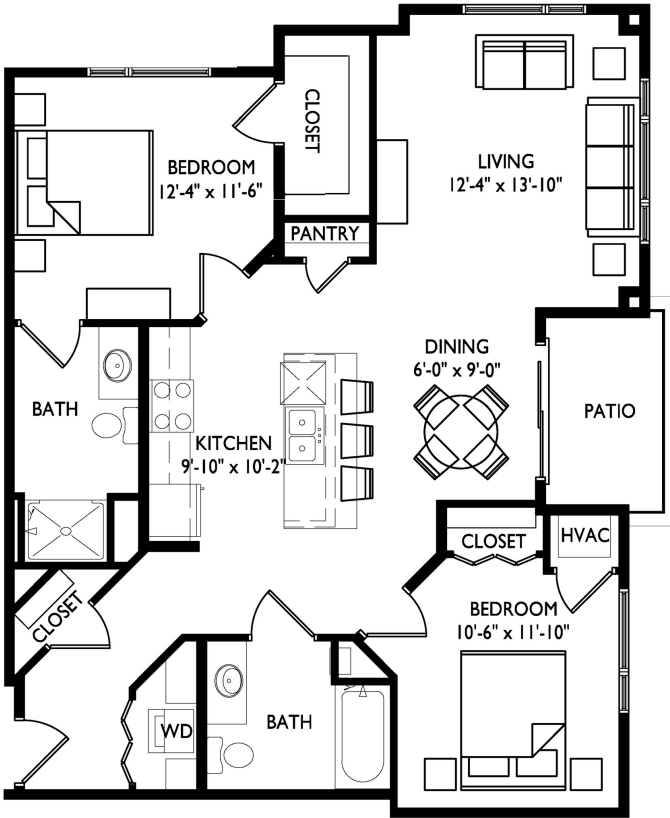 CLOSET
BEDROOM
12'-4" x 11'-6"
LIVING
12'-4" x 13'-10"
PANTRY
DINING
6'-0" x 9'-0"
BATH
PATIO
KITCHEN
9'-10" x 10'-2"
CLOSET
HVAC
CLOSET
BEDROOM
10'-6" x 11'-10"
WD
BATH